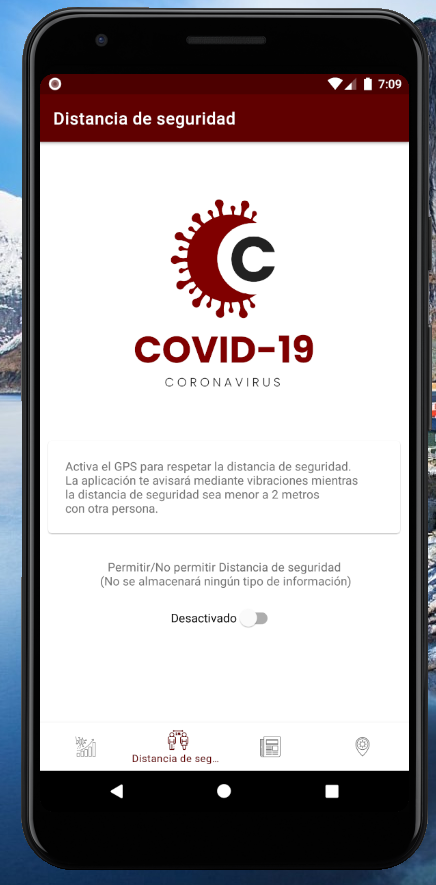 7:09
Distancia de seguridad
C
COVID-19
CORONAVIRUS
Activa el GPS para respetar la distancia de seguridad.
La aplicación te avisará mediante vibraciones mientras
la distancia de seguridad sea menor a 2 metros
con otra persona.
Permitir/No permitir Distancia de seguridad
(No se almacenará ningún tipo de información)
Desactivado
Distancia de seg...